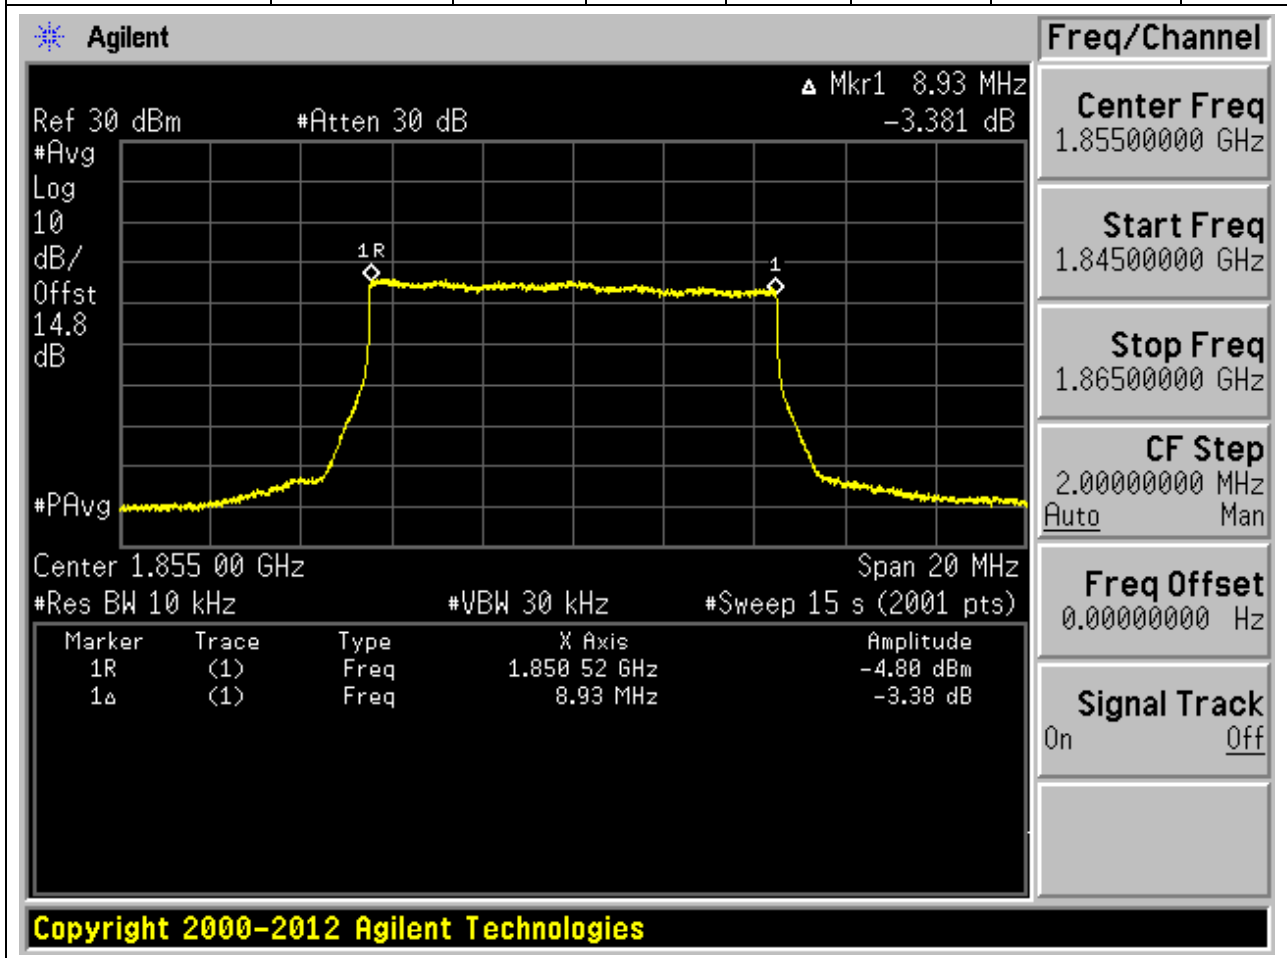 Agilent
Freq/Channel
Δ Mkr1 8.93 MHz
Ref 30 dBm #Atten 30 dB -3.381 dB
#Avg
Log
10
dB/
Offst
14.8
dB
#PAvg
1R
1
Center 1.855 00 GHz Span 20 MHz
#Res BW 10 kHz #VBW 30 kHz #Sweep 15 s (2001 pts)
Marker Trace Type X Axis Amplitude
1R (1) Freq 1.850 52 GHz -4.80 dBm
1Δ (1) Freq 8.93 MHz -3.38 dB
Center Freq
1.85500000 GHz
Start Freq
1.84500000 GHz
Stop Freq
1.86500000 GHz
CF Step
2.00000000 MHz
Auto Man
Freq Offset
0.00000000 Hz
Signal Track
On Off
Copyright 2000-2012 Agilent Technologies